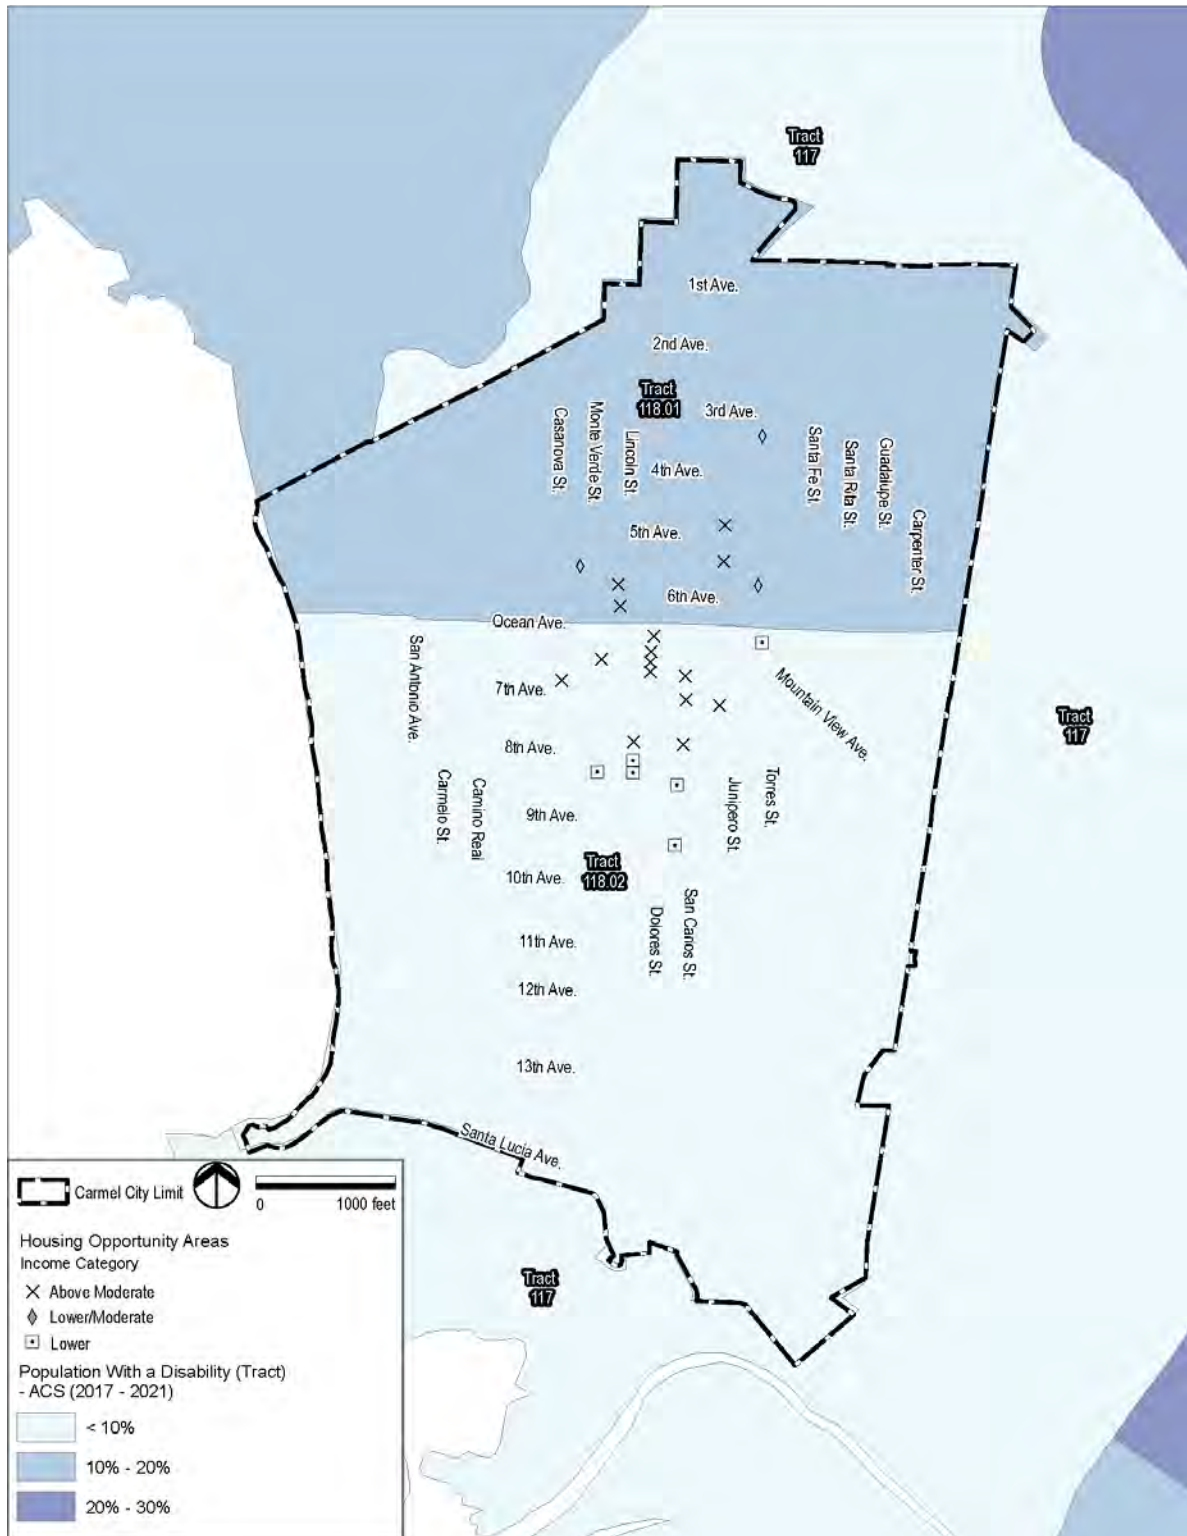 Tract
117
1st Ave.
2nd Ave.
Tract
118.01
3rd Ave.
Casanova St.
Monte Verde St.
Lincoln St.
4th Ave.
Santa Fe St.
Santa Rita St.
Guadalupe St.
Carpenter St.
5th Ave.
6th Ave.
Ocean Ave.
San Antonio Ave.
7th Ave.
Mountain View Ave.
Tract
117
8th Ave.
Carmelo St.
Camino Real
Junipero St.
Torres St.
9th Ave.
Tract
118.02
10th Ave.
Dolores St.
San Carlos St.
11th Ave.
12th Ave.
13th Ave.
Santa Lucia Ave.
Tract
117
Carmel City Limit
0 1000 feet
Housing Opportunity Areas
Income Category
Above Moderate
Lower/Moderate
Lower
Population With a Disability (Tract)
- ACS (2017 - 2021)
< 10%
10% - 20%
20% - 30%